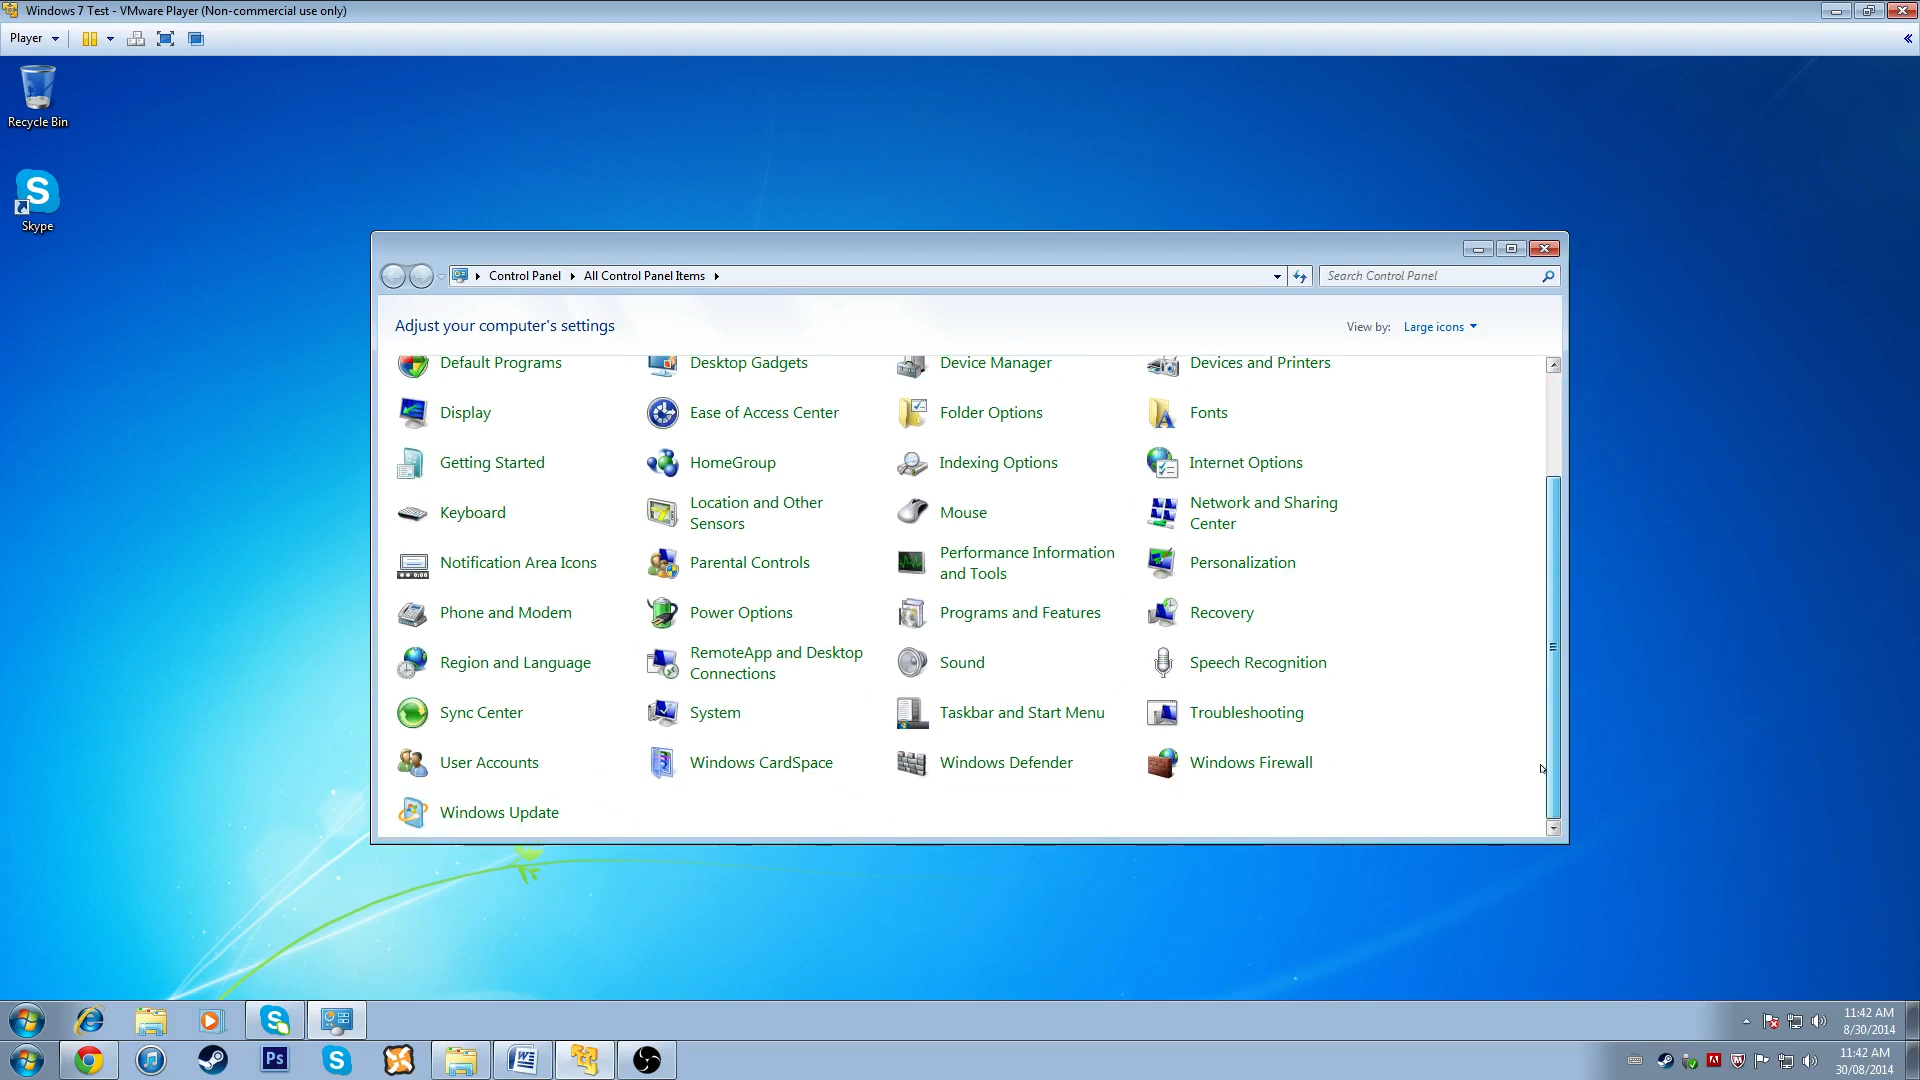 Windows 7 Test - VMware Player (Non-commercial use only)
Player
Recycle Bin
S
Skype
Control Panel All Control Panel Items
Search Control Panel
Adjust your computer's settings
View by: Large icons
Default Programs
Desktop Gadgets
Device Manager
Devices and Printers
Display
Ease of Access Center
Folder Options
Fonts
Getting Started
HomeGroup
Indexing Options
Internet Options
Keyboard
Location and Other
Sensors
Mouse
Network and Sharing
Center
Notification Area Icons
Parental Controls
Performance Information
and Tools
Personalization
Phone and Modem
Power Options
Programs and Features
Recovery
Region and Language
RemoteApp and Desktop
Connections
Sound
Speech Recognition
Sync Center
System
Taskbar and Start Menu
Troubleshooting
User Accounts
Windows CardSpace
Windows Defender
Windows Firewall
Windows Update
11:42 AM
8/30/2014
Ps
11:42 AM
30/08/2014